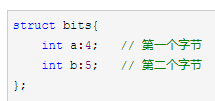 struct bits{
    int a:4;   // 第一个字节
    int b:5;   // 第二个字节
};